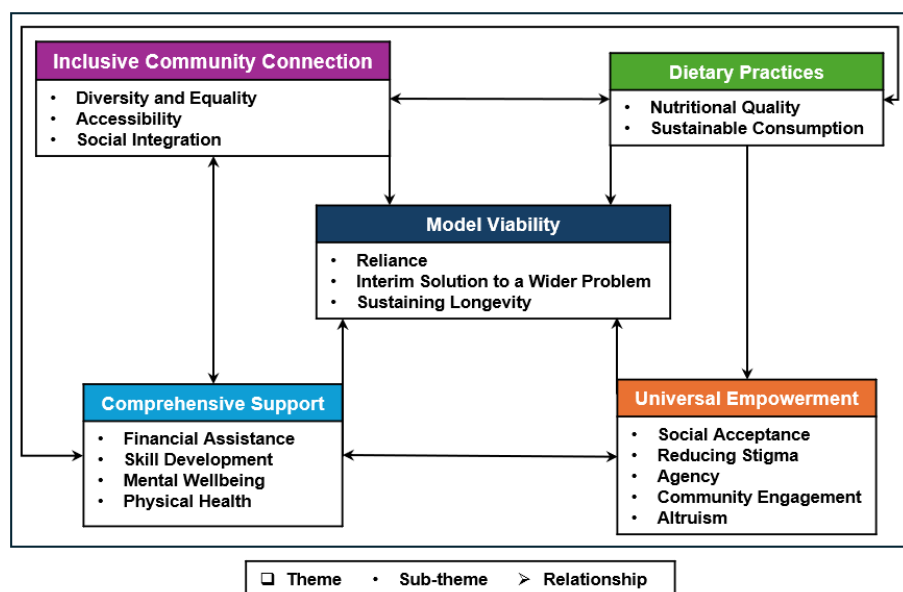 Inclusive Community Connection
• Diversity and Equality
• Accessibility
• Social Integration
Dietary Practices
• Nutritional Quality
• Sustainable Consumption
Model Viability
• Reliance
• Interim Solution to a Wider Problem
• Sustaining Longevity
Comprehensive Support
• Financial Assistance
• Skill Development
• Mental Wellbeing
• Physical Health
Universal Empowerment
• Social Acceptance
• Reducing Stigma
• Agency
• Community Engagement
• Altruism
❑ Theme • Sub-theme ➢ Relationship